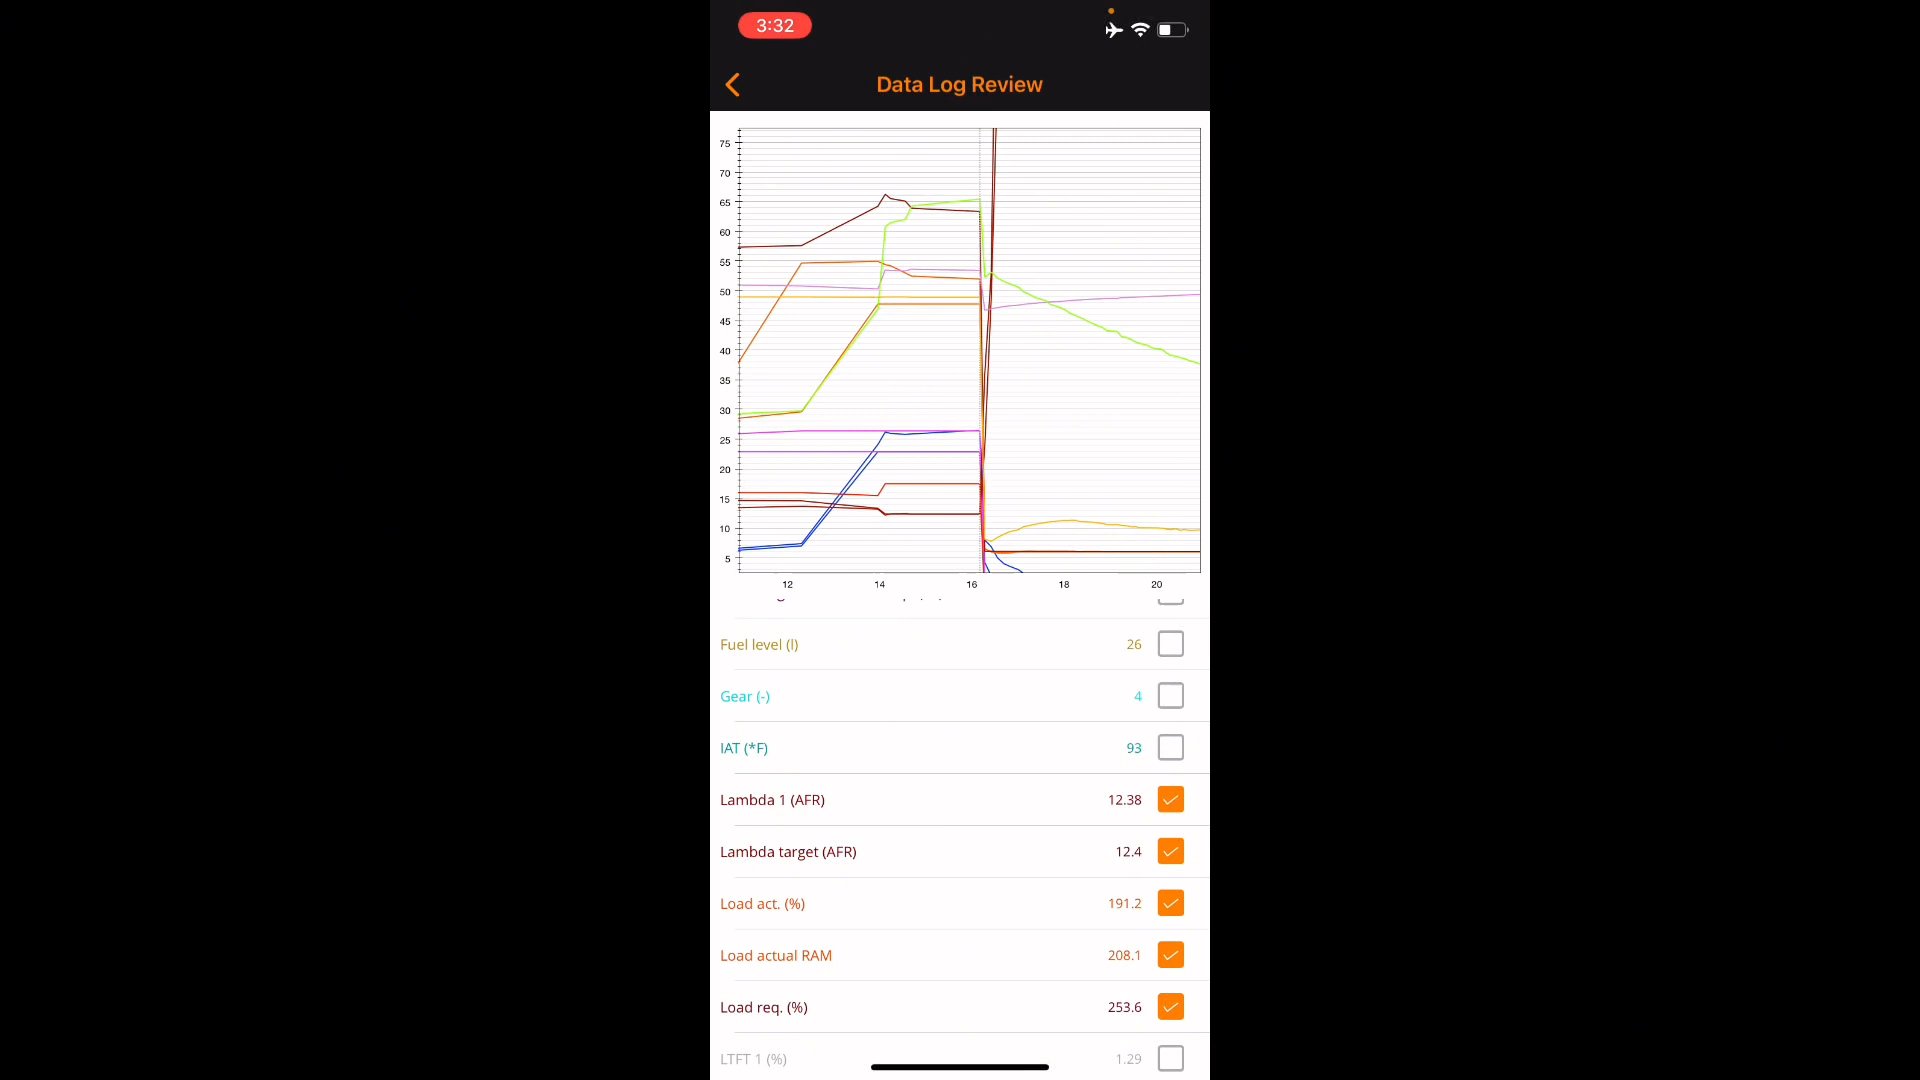 3:32
Data Log Review
75
70
65
60
55
50
45
40
35
30
25
20
15
10
5
12 14 16 18 20
Fuel level (l) 26
Gear (-) 4
IAT (*F) 93
Lambda 1 (AFR) 12.38
Lambda target (AFR) 12.4
Load act. (%) 191.2
Load actual RAM 208.1
Load req. (%) 253.6
LTFT 1 (%) 1.29